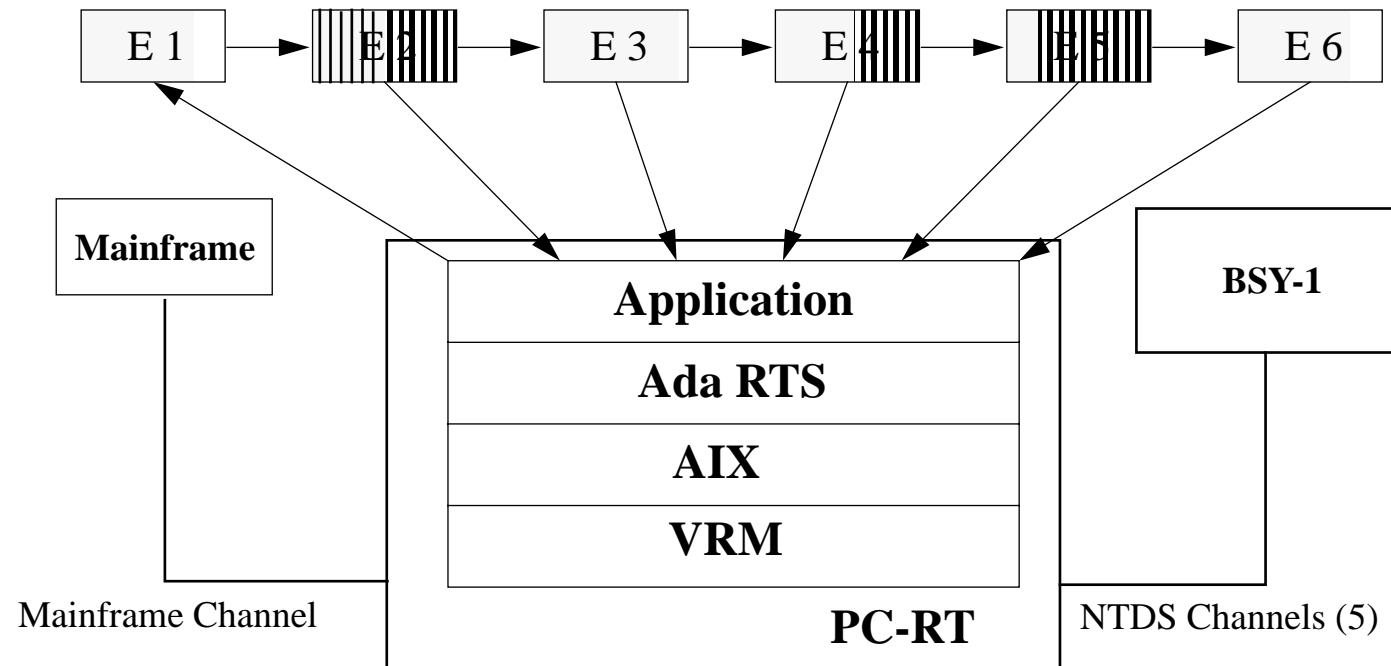 E 1
E 2
E 3
E 4
E 5
E 6
Mainframe
BSY-1
Application
Ada RTS
AIX
VRM
Mainframe Channel
PC-RT
NTDS Channels (5)